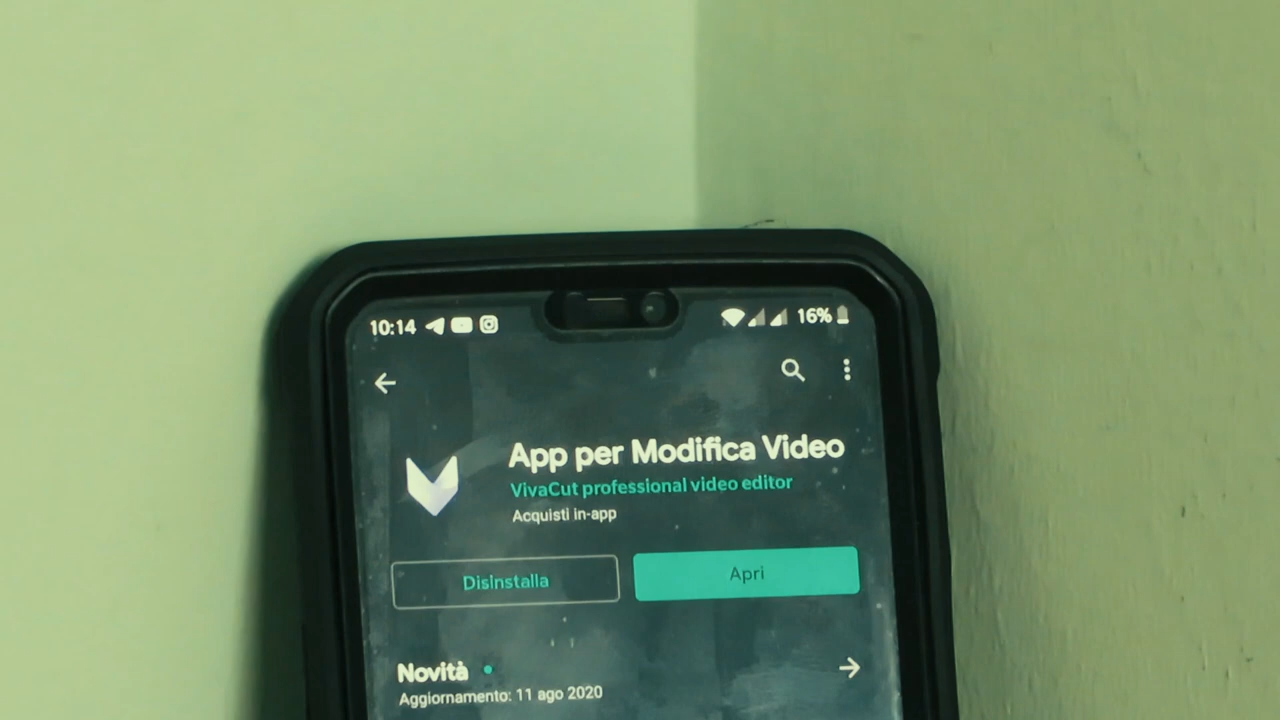 10:14 16%
App per Modifica Video
VivaCut professional video editor
Acquisti in-app
Disinstalla Apri
Novità
Aggiornamento: 11 ago 2020